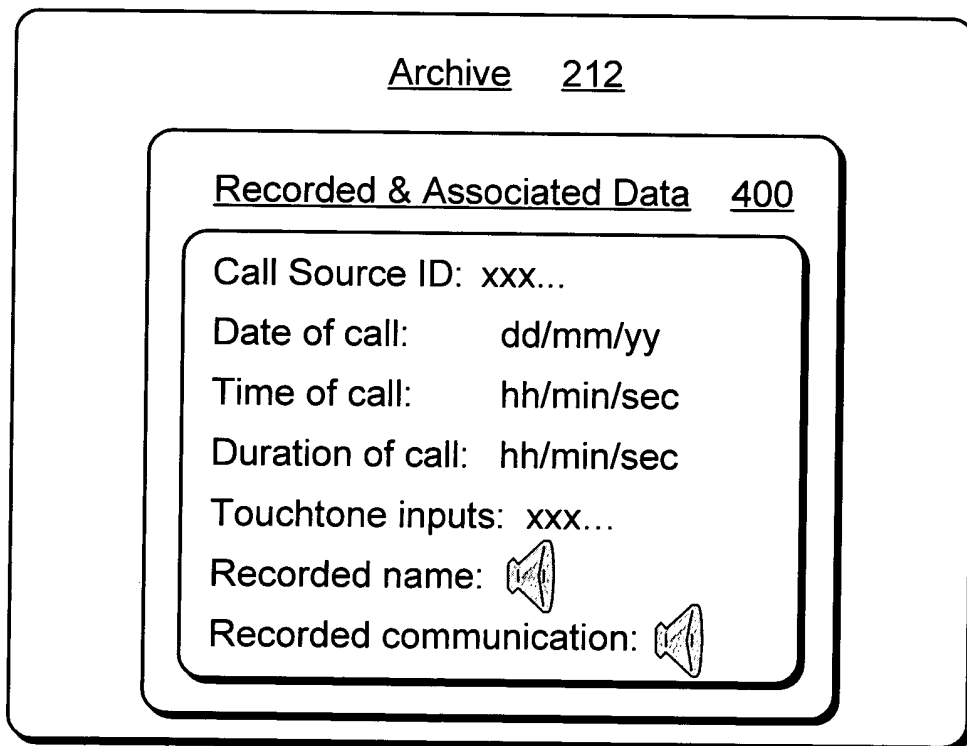 Archive 212
Recorded & Associated Data 400
Call Source ID: xxx...
Date of call: dd/mm/yy
Time of call: hh/min/sec
Duration of call: hh/min/sec
Touchtone inputs: xxx...
Recorded name:
Recorded communication: